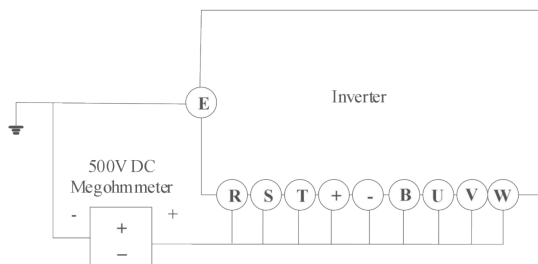 E
Inverter
500V DC
Megohmmeter
R S T + - B U V W
- +
+
−